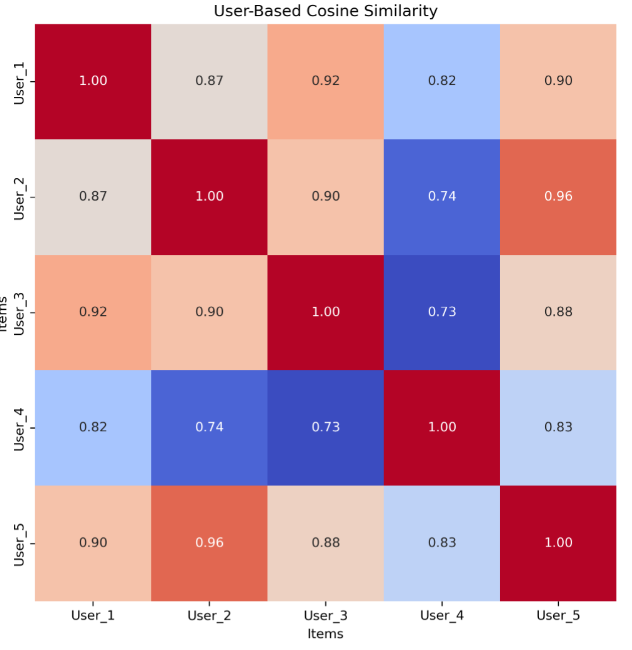 User-Based Cosine Similarity
User_1 1.00 0.87 0.92 0.82 0.90
User_2 0.87 1.00 0.90 0.74 0.96
User_3 0.92 0.90 1.00 0.73 0.88
Items
User_4 0.82 0.74 0.73 1.00 0.83
User_5 0.90 0.96 0.88 0.83 1.00
User_1 User_2 User_3 User_4 User_5
Items